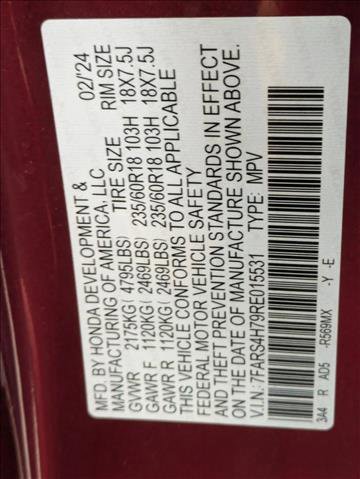 MFD. BY HONDA DEVELOPMENT & 02/'24
MANUFACTURING OF AMERICA, LLC
TIRE SIZE RIM SIZE
GVWR 2175KG( 4795LBS)
GAWR F 1120KG( 2469LBS) 235/60R18 103H 18X7.5J
GAWR R 1120KG( 2469LBS) 235/60R18 103H 18X7.5J
THIS VEHICLE CONFORMS TO ALL APPLICABLE
FEDERAL MOTOR VEHICLE SAFETY
AND THEFT PREVENTION STANDARDS IN EFFECT
ON THE DATE OF MANUFACTURE SHOWN ABOVE.
V.I.N.: 7FARS4H79RE015531 TYPE: MPV
3A4 R AD5 -R569MX -Y -E